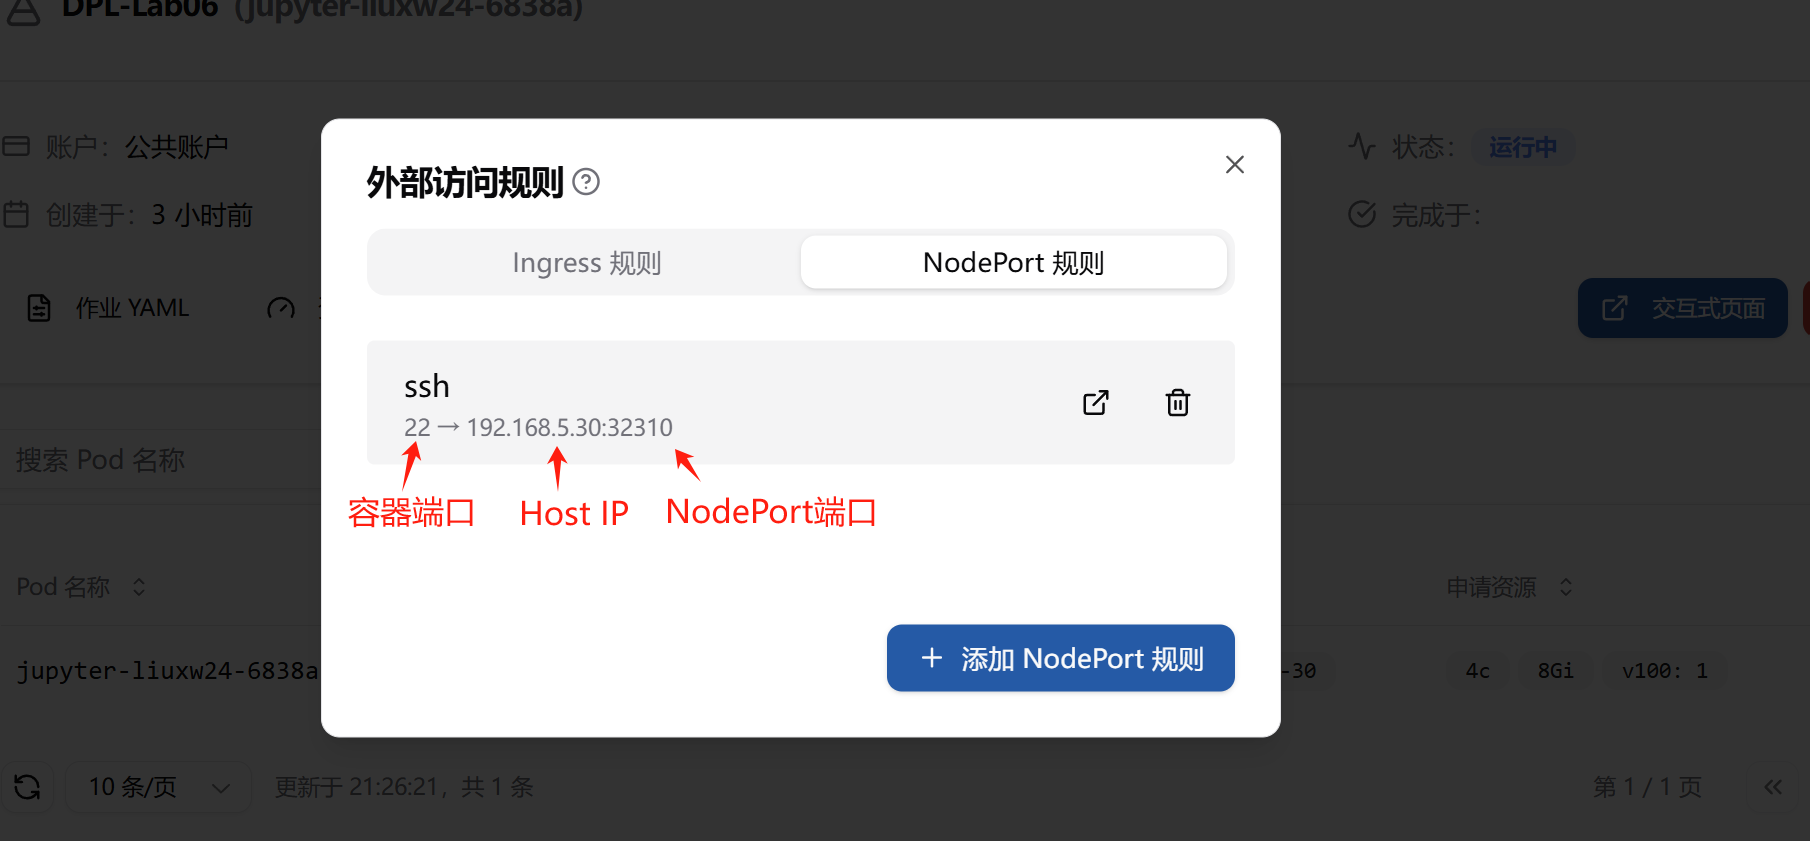 DPL-Lab06 (jupyter-liuxw24-6838a)
账户: 公共账户
状态: 运行中
创建于: 3 小时前
完成于:
作业 YAML
交互式页面
外部访问规则
Ingress 规则
NodePort 规则
ssh
22 → 192.168.5.30:32310
容器端口
Host IP
NodePort端口
添加 NodePort 规则
搜索 Pod 名称
Pod 名称
申请资源
jupyter-liuxw24-6838a
-30
4c
8Gi
v100: 1
10 条/页
更新于 21:26:21, 共 1 条
第 1 / 1 页